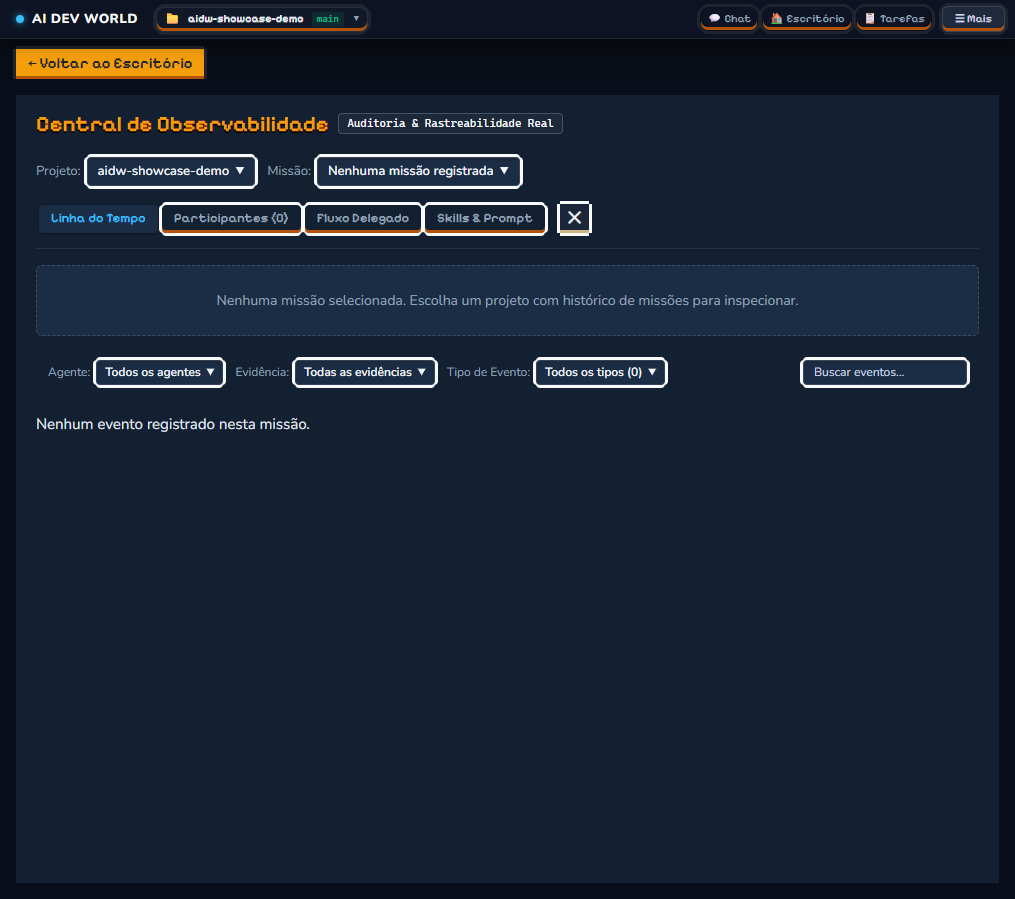 AI DEV WORLD aidw-showcase-demo main ▼ Chat Escritório Tarefas ☰ Mais
← Voltar ao Escritório
Central de Observabilidade Auditoria & Rastreabilidade Real
Projeto: aidw-showcase-demo ▼ Missão: Nenhuma missão registrada ▼
Linha do Tempo Participantes (0) Fluxo Delegado Skills & Prompt ✕
Nenhuma missão selecionada. Escolha um projeto com histórico de missões para inspecionar.
Agente: Todos os agentes ▼ Evidência: Todas as evidências ▼ Tipo de Evento: Todos os tipos (0) ▼ Buscar eventos...
Nenhum evento registrado nesta missão.